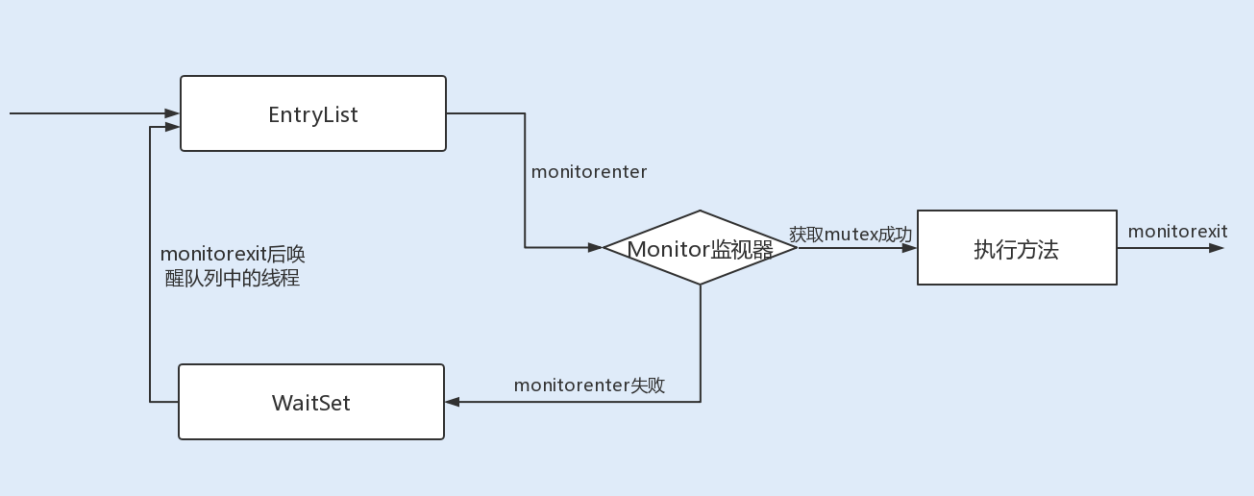 EntryList
monitorenter
获取mutex成功
monitorexit
Monitor监视器
执行方法
monitorexit后唤
醒队列中的线程
monitorenter失败
WaitSet